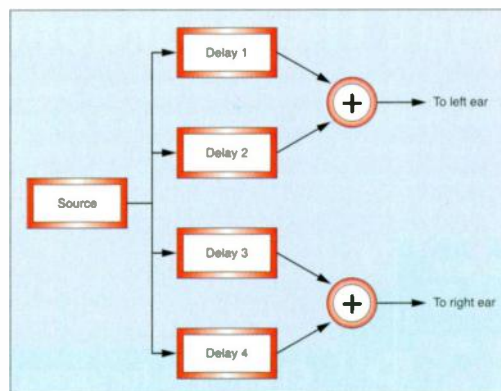 Delay 1
To left ear
Delay 2
Source
Delay 3
To right ear
Delay 4